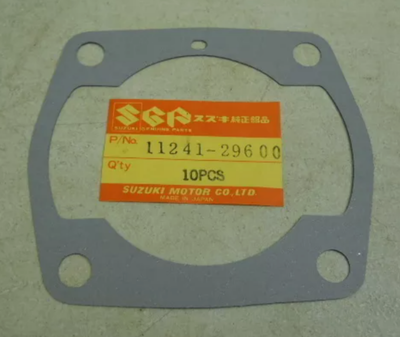 SGP スズキ純正部品
SUZUKI GENUINE PARTS
P/No. 11241-29600
Q'ty 10PCS
SUZUKI MOTOR CO.,LTD.
MADE IN JAPAN